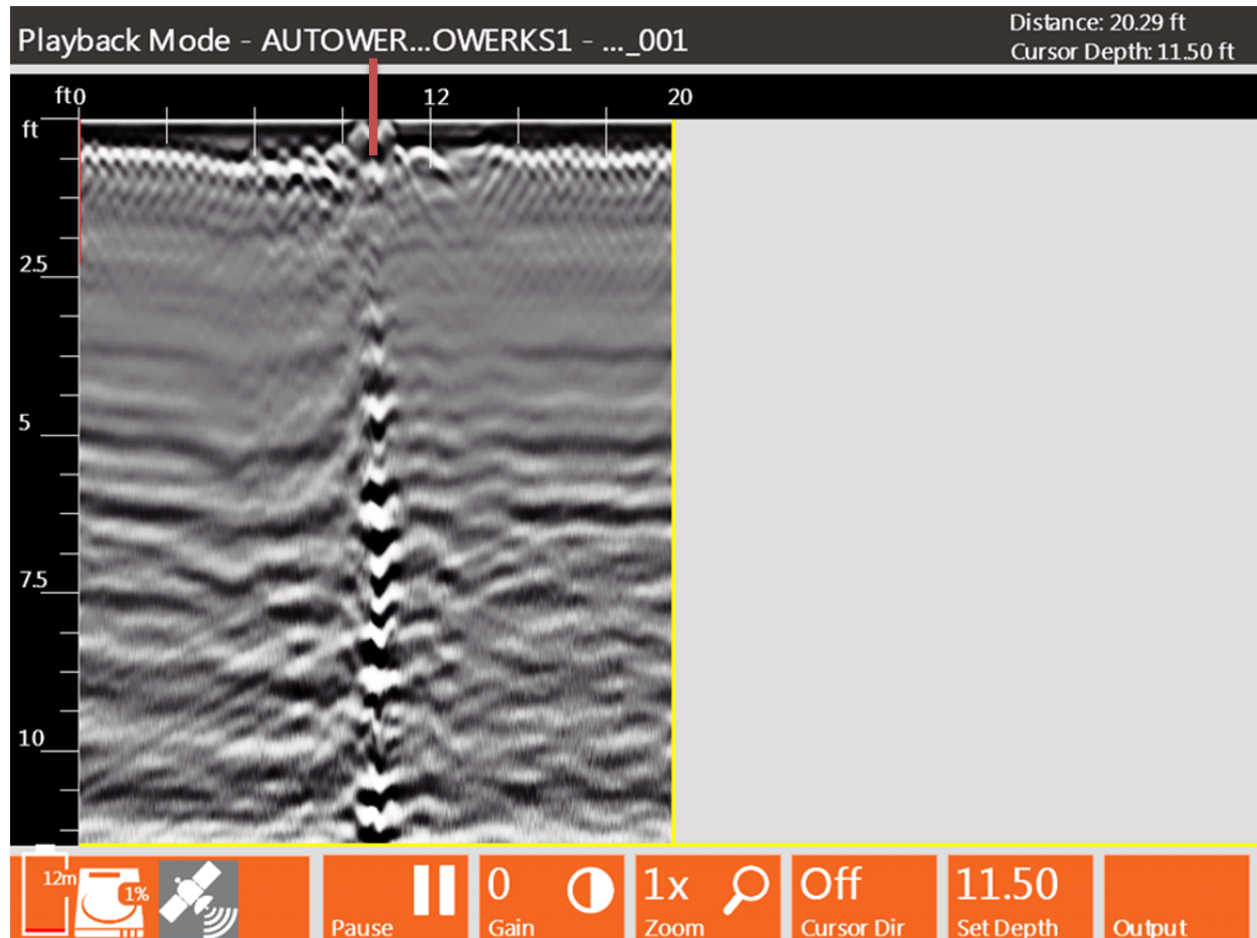 Playback Mode - AUTOWER...OWERKS1 - ..._001
Distance: 20.29 ft
Cursor Depth: 11.50 ft
ft0 12 20
ft
2.5
5
7.5
10
12m 1%
Pause
0
Gain
1x
Zoom
Off
Cursor Dir
11.50
Set Depth
Output